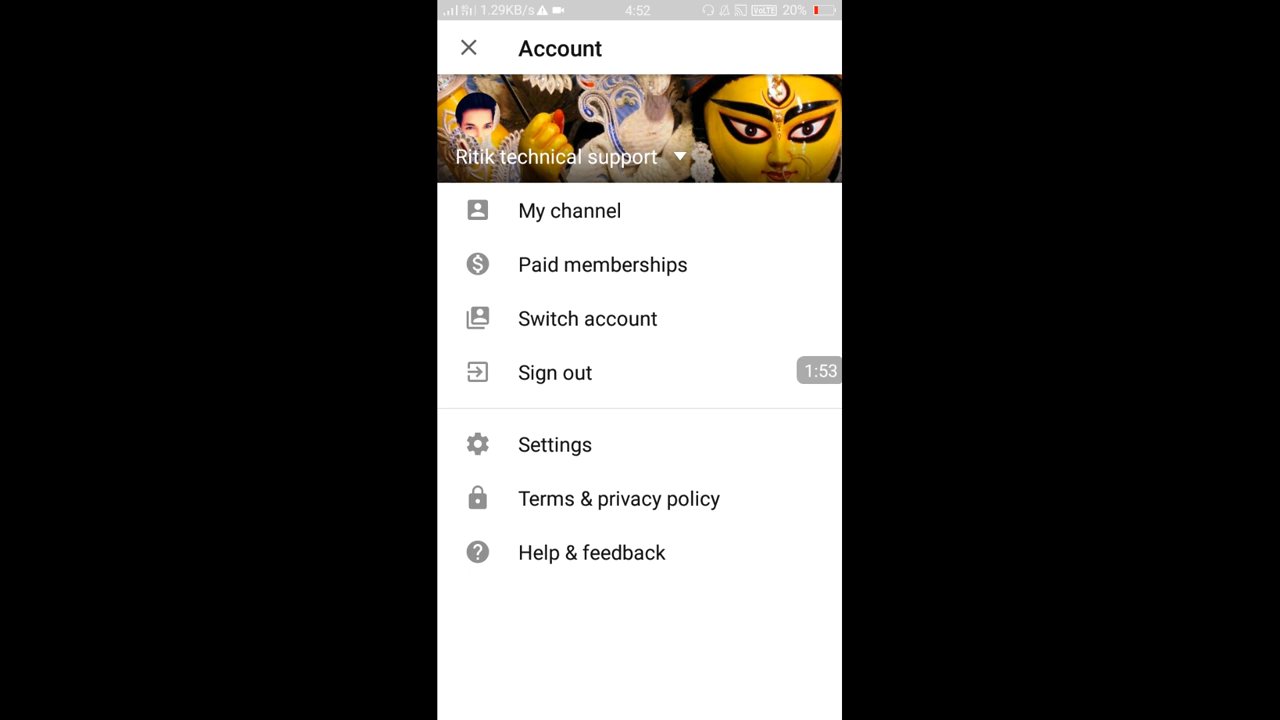 1.29KB/s 4:52 VoLTE 20%
Account
Ritik technical support
My channel
Paid memberships
Switch account
Sign out
1:53
Settings
Terms & privacy policy
Help & feedback